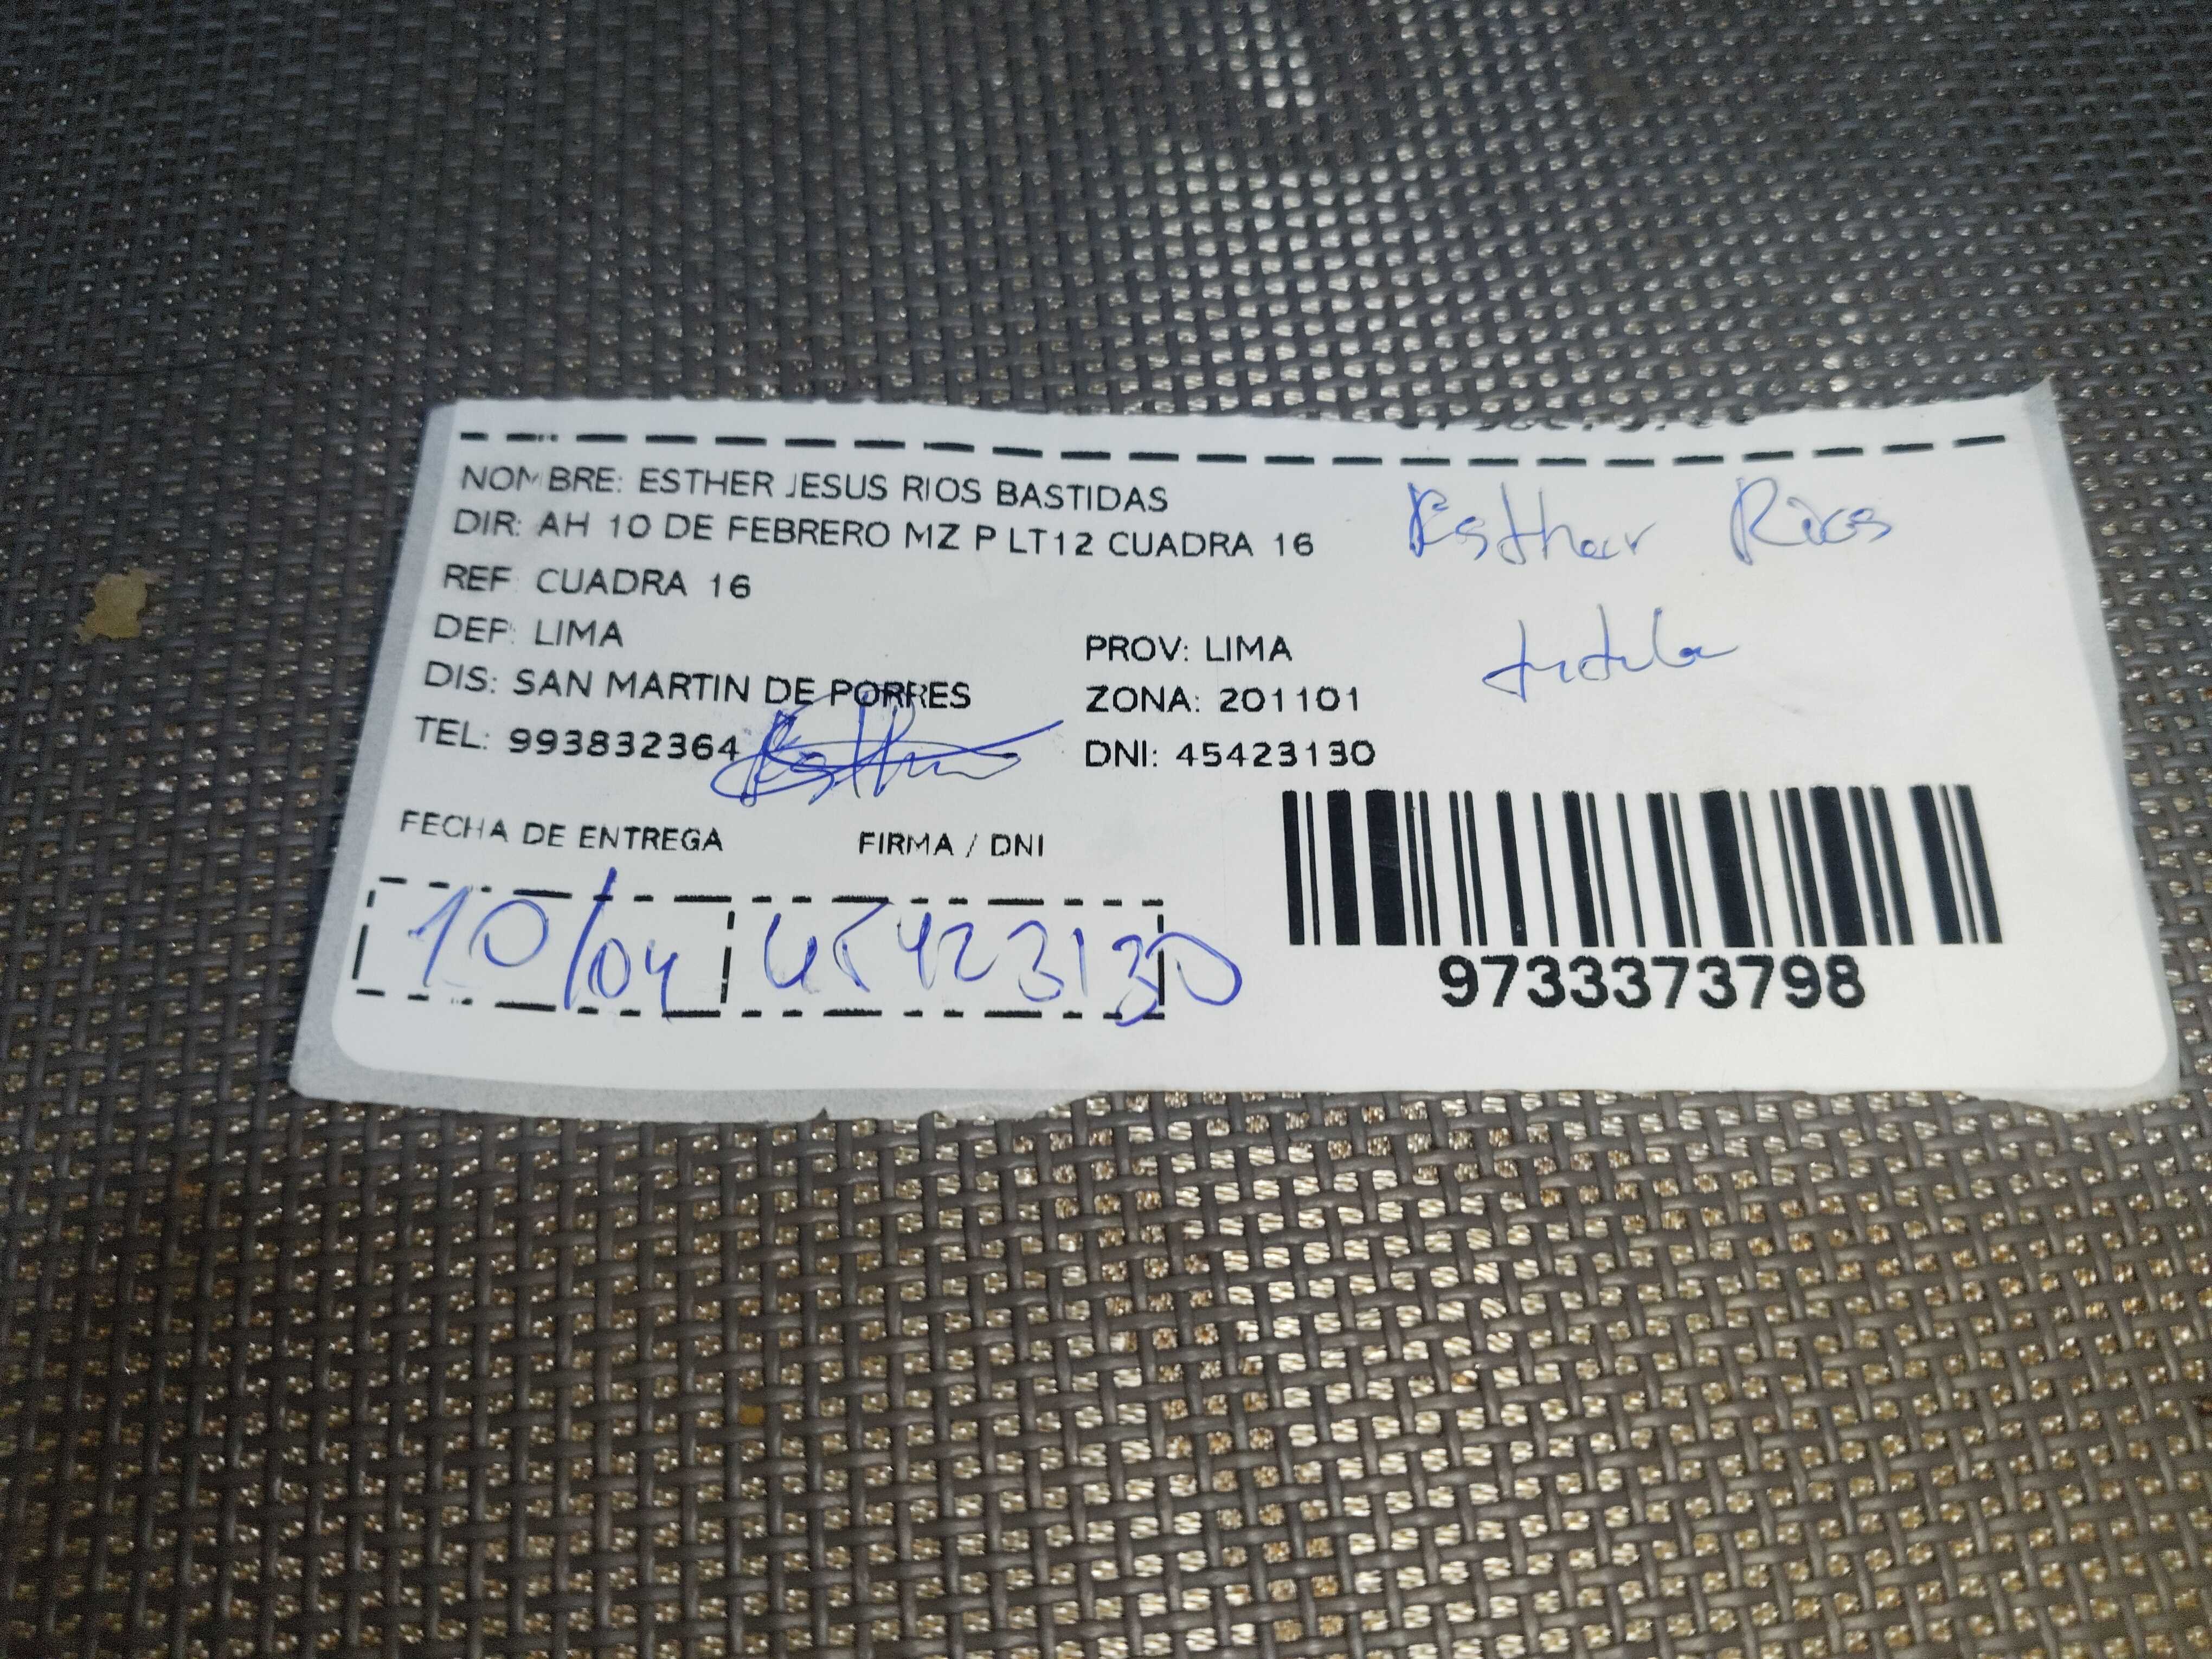 NOMBRE: ESTHER JESUS RIOS BASTIDAS
DIR: AH 10 DE FEBRERO MZ P LT12 CUADRA 16
Esther Rios
REF: CUADRA 16
DEP: LIMA
PROV: LIMA
titular
DIS: SAN MARTIN DE PORRES
ZONA: 201101
TEL: 993832364
DNI: 45423130
FECHA DE ENTREGA
FIRMA / DNI
10/04
45423130
9733373798